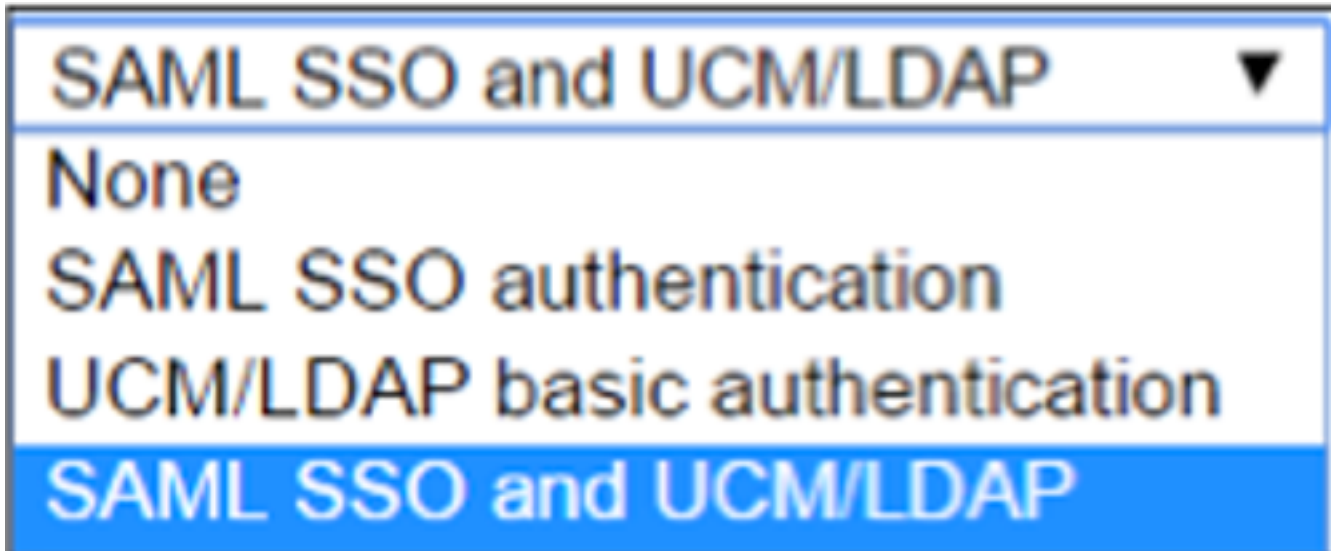 SAML SSO and UCM/LDAP ▼
None
SAML SSO authentication
UCM/LDAP basic authentication
SAML SSO and UCM/LDAP